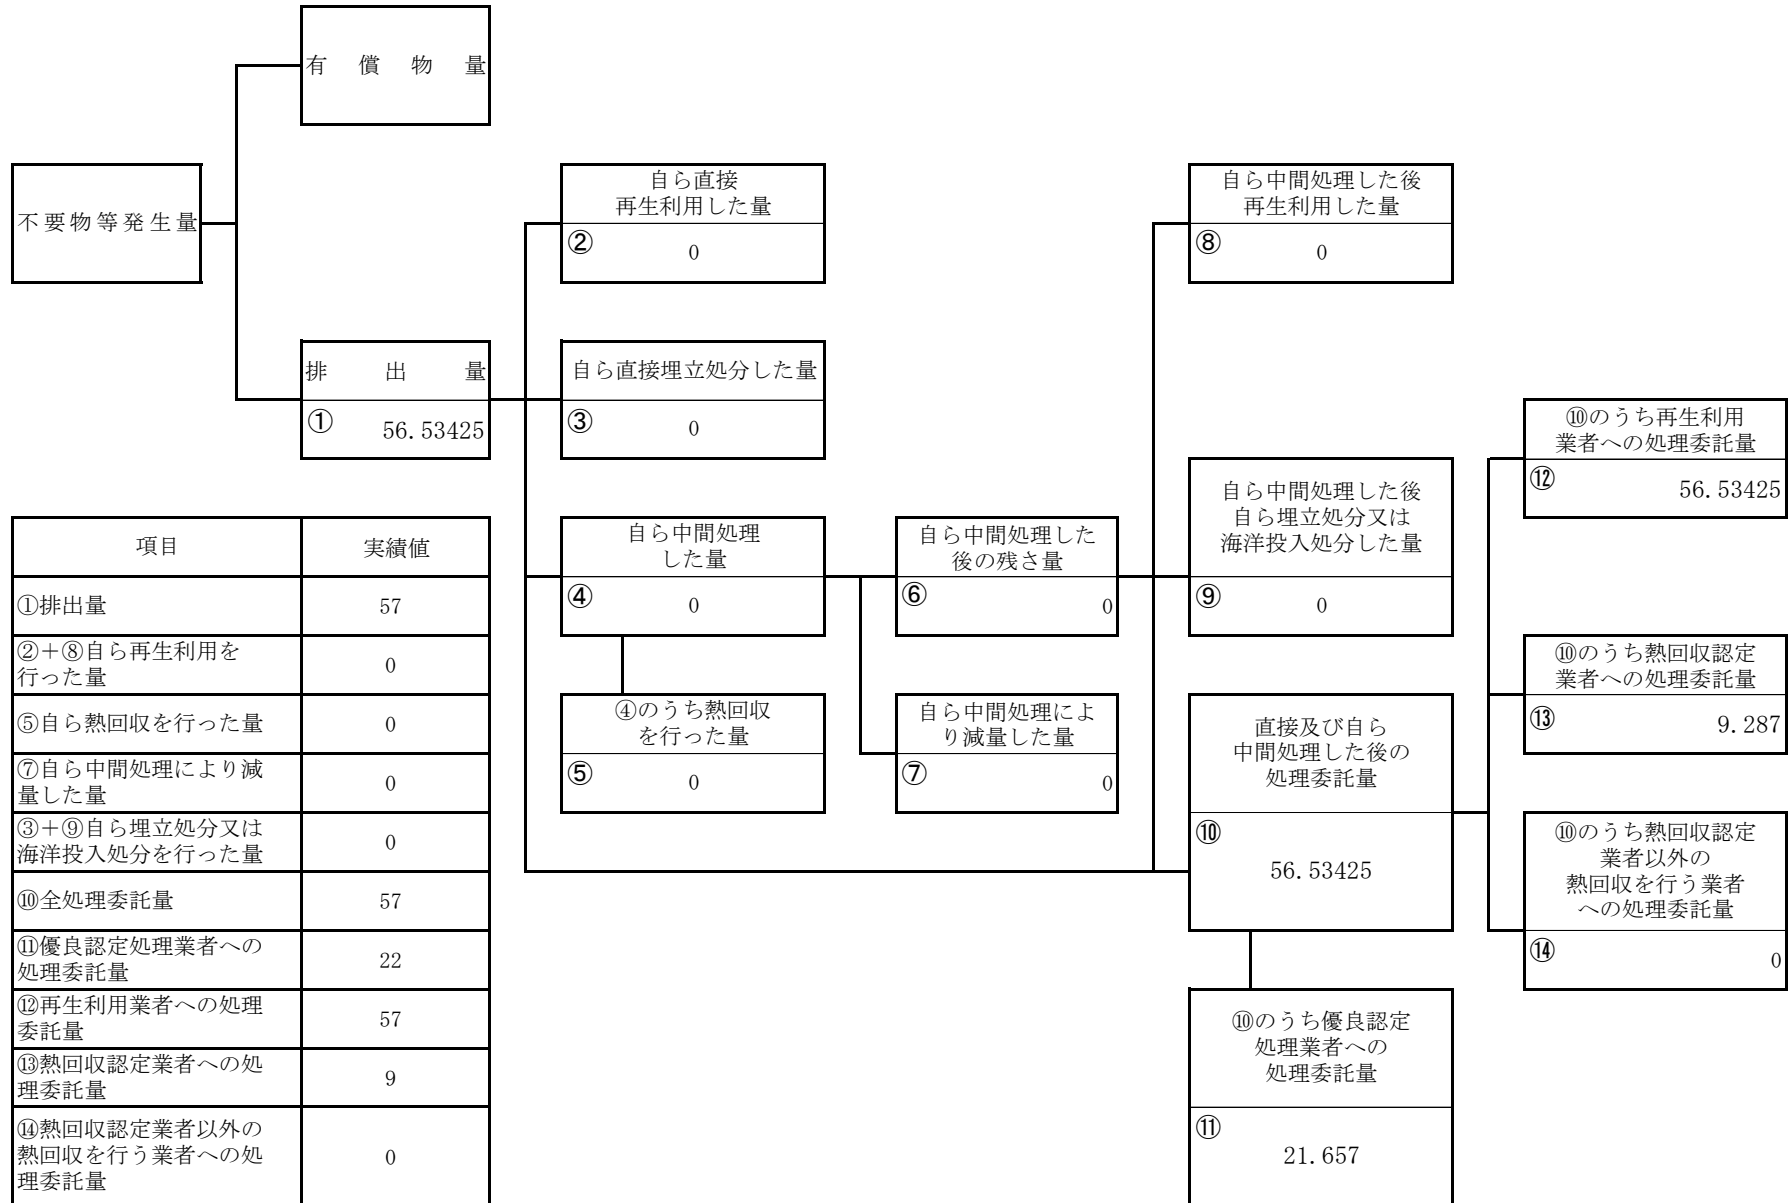 有償物量
不要物等発生量
自ら直接
再生利用した量
② 0
自ら中間処理した後
再生利用した量
⑧ 0
排出量
① 56.53425
自ら直接埋立処分した量
③ 0
⑩のうち再生利用
業者への処理委託量
⑫ 56.53425
自ら中間処理した後
自ら埋立処分又は
海洋投入処分した量
⑨ 0
自ら中間処理
した量
④ 0
自ら中間処理した
後の残さ量
⑥ 0
⑩のうち熱回収認定
業者への処理委託量
⑬ 9.287
④のうち熱回収
を行った量
⑤ 0
自ら中間処理によ
り減量した量
⑦ 0
直接及び自ら
中間処理した後の
処理委託量
⑩
56.53425
⑩のうち熱回収認定
業者以外の
熱回収を行う業者
への処理委託量
⑭ 0
⑩のうち優良認定
処理業者への
処理委託量
⑪
21.657
項目 実績値
①排出量 57
②+⑧自ら再生利用を
行った量 0
⑤自ら熱回収を行った量 0
⑦自ら中間処理により減
量した量 0
③+⑨自ら埋立処分又は
海洋投入処分を行った量 0
⑩全処理委託量 57
⑪優良認定処理業者への
処理委託量 22
⑫再生利用業者への処理
委託量 57
⑬熱回収認定業者への処
理委託量 9
⑭熱回収認定業者以外の
熱回収を行う業者への処
理委託量 0